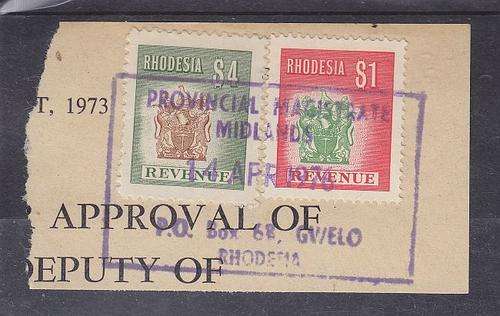 RHODESIA $4
RHODESIA $1
T, 1973
PROVINCIAL MAGISTRATE
MIDLANDS
REVENUE
REVENUE
14 APR 1976
APPROVAL OF
P.O. Box 68, GWELO
RHODESIA
DEPUTY OF